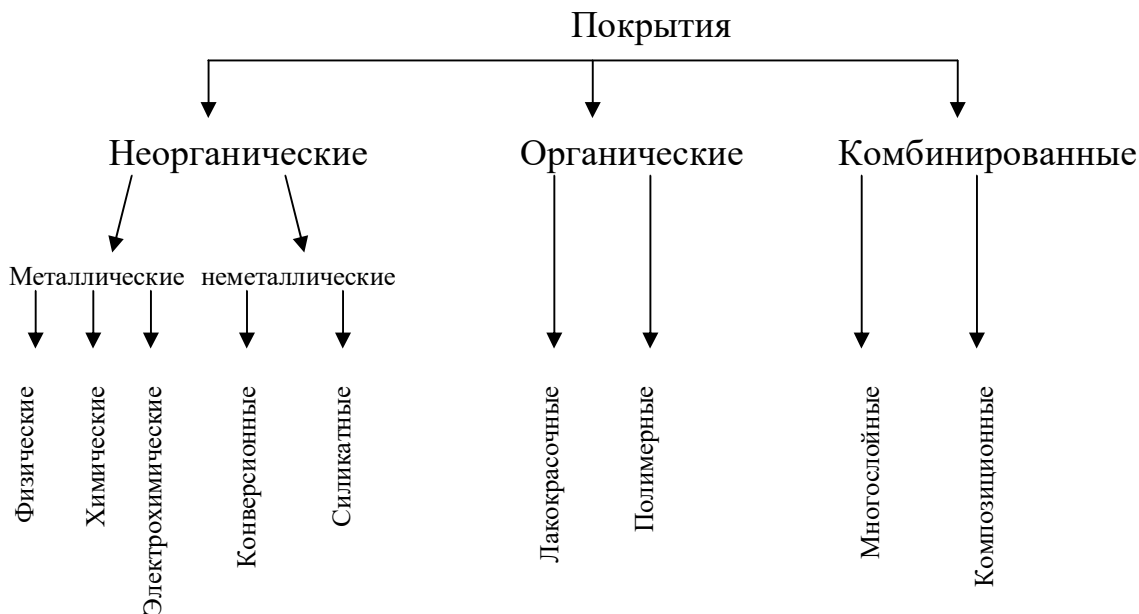 Покрытия
Неорганические Органические Комбинированные
Металлические неметаллические
Физические
Химические
Электрохимические
Конверсионные
Силикатные
Лакокрасочные
Полимерные
Многослойные
Композиционные